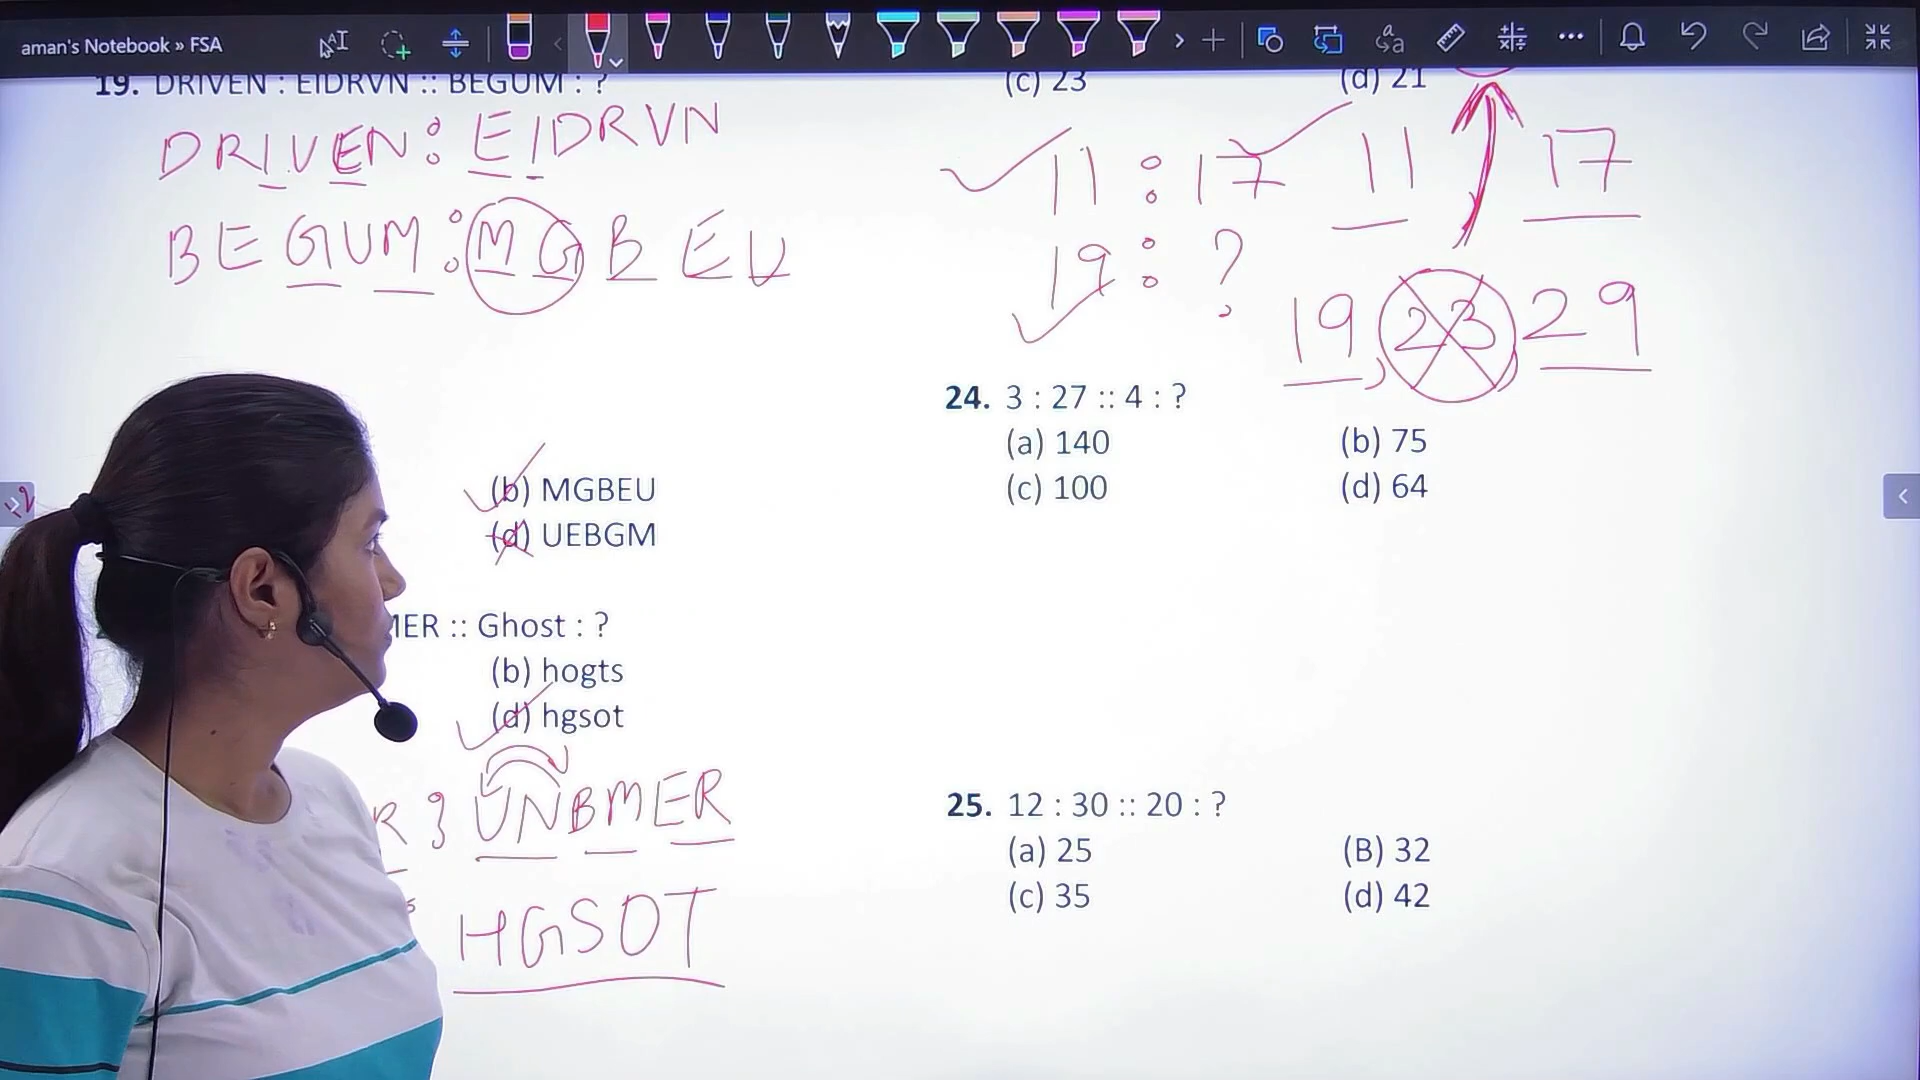 aman's Notebook » FSA
19. DRIVEN : EIDRVN :: BEGUM : ?
DRIVEN : EIDRVN
BEGUM : MGBEU
(b) MGBEU
(d) UEBGM
MER :: Ghost : ?
(b) hogts
(d) hgsot
R : UNBMER
HGSOT
(c) 23 (d) 21
11 : 17 11 17
19 : ? 19, 23, 29
24. 3 : 27 :: 4 : ?
(a) 140 (b) 75
(c) 100 (d) 64
25. 12 : 30 :: 20 : ?
(a) 25 (B) 32
(c) 35 (d) 42